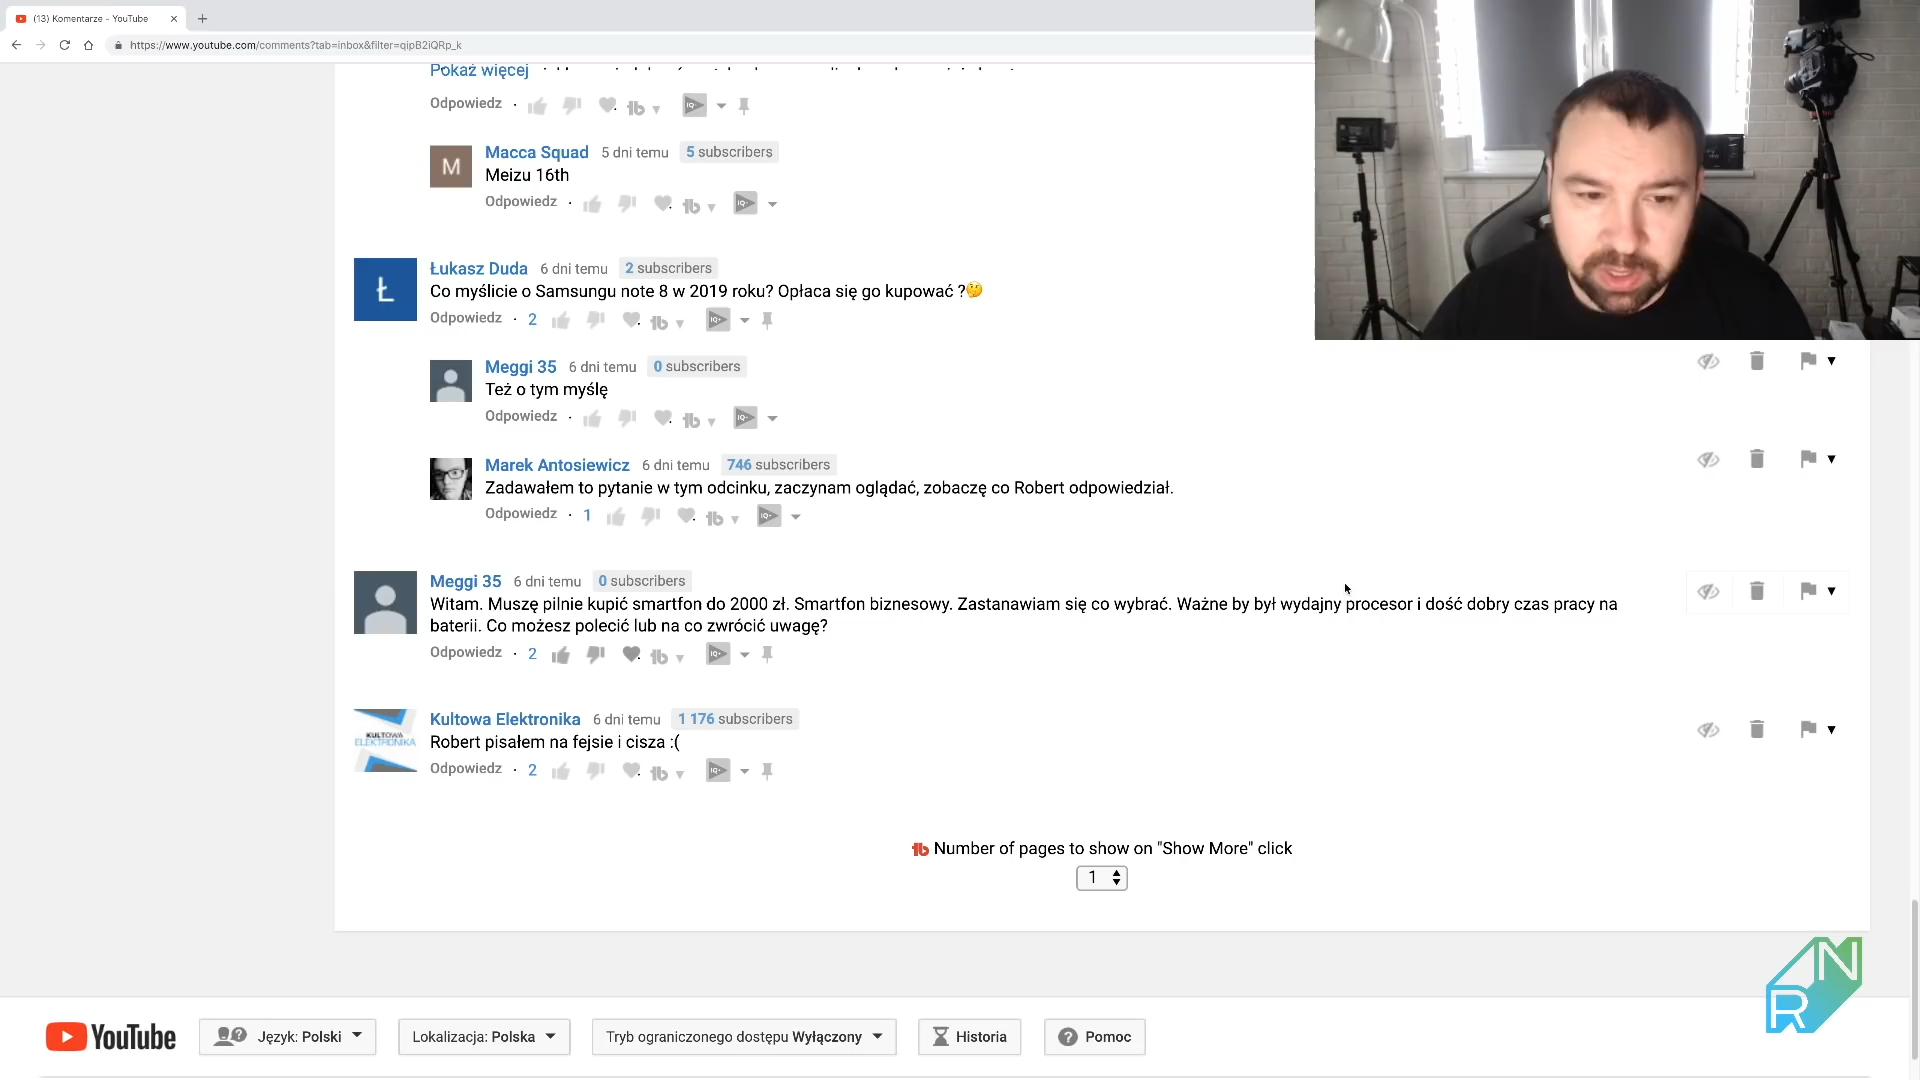 (13) Komentarze - YouTube
https://www.youtube.com/comments?tab=inbox&filter=qipB2iQRp_k
Pokaż więcej
Odpowiedz
M
Macca Squad 5 dni temu 5 subscribers
Meizu 16th
Odpowiedz
Ł
Łukasz Duda 6 dni temu 2 subscribers
Co myślicie o Samsungu note 8 w 2019 roku? Opłaca się go kupować ?🤔
Odpowiedz · 2
Meggi 35 6 dni temu 0 subscribers
Też o tym myślę
Odpowiedz
Marek Antosiewicz 6 dni temu 746 subscribers
Zadawałem to pytanie w tym odcinku, zaczynam oglądać, zobaczę co Robert odpowiedział.
Odpowiedz · 1
Meggi 35 6 dni temu 0 subscribers
Witam. Muszę pilnie kupić smartfon do 2000 zł. Smartfon biznesowy. Zastanawiam się co wybrać. Ważne by był wydajny procesor i dość dobry czas pracy na
baterii. Co możesz polecić lub na co zwrócić uwagę?
Odpowiedz · 2
KULTOWA
ELEKTRONIKA
Kultowa Elektronika 6 dni temu 1 176 subscribers
Robert pisałem na fejsie i cisza :(
Odpowiedz · 2
Number of pages to show on "Show More" click
1
RN
YouTube Język: Polski Lokalizacja: Polska Tryb ograniczonego dostępu Wyłączony Historia Pomoc